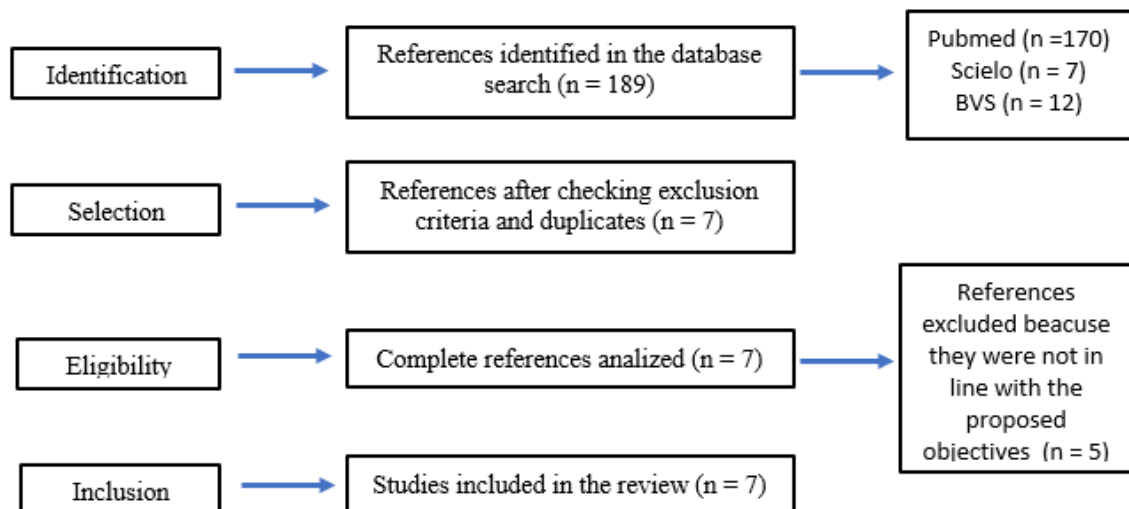 Identification
References identified in the database
search (n = 189)
Pubmed (n =170)
Scielo (n = 7)
BVS (n = 12)
Selection
References after checking exclusion
criteria and duplicates (n = 7)
Eligibility
Complete references analized (n = 7)
References
excluded beacuse
they were not in
line with the
proposed
objectives (n = 5)
Inclusion
Studies included in the review (n = 7)